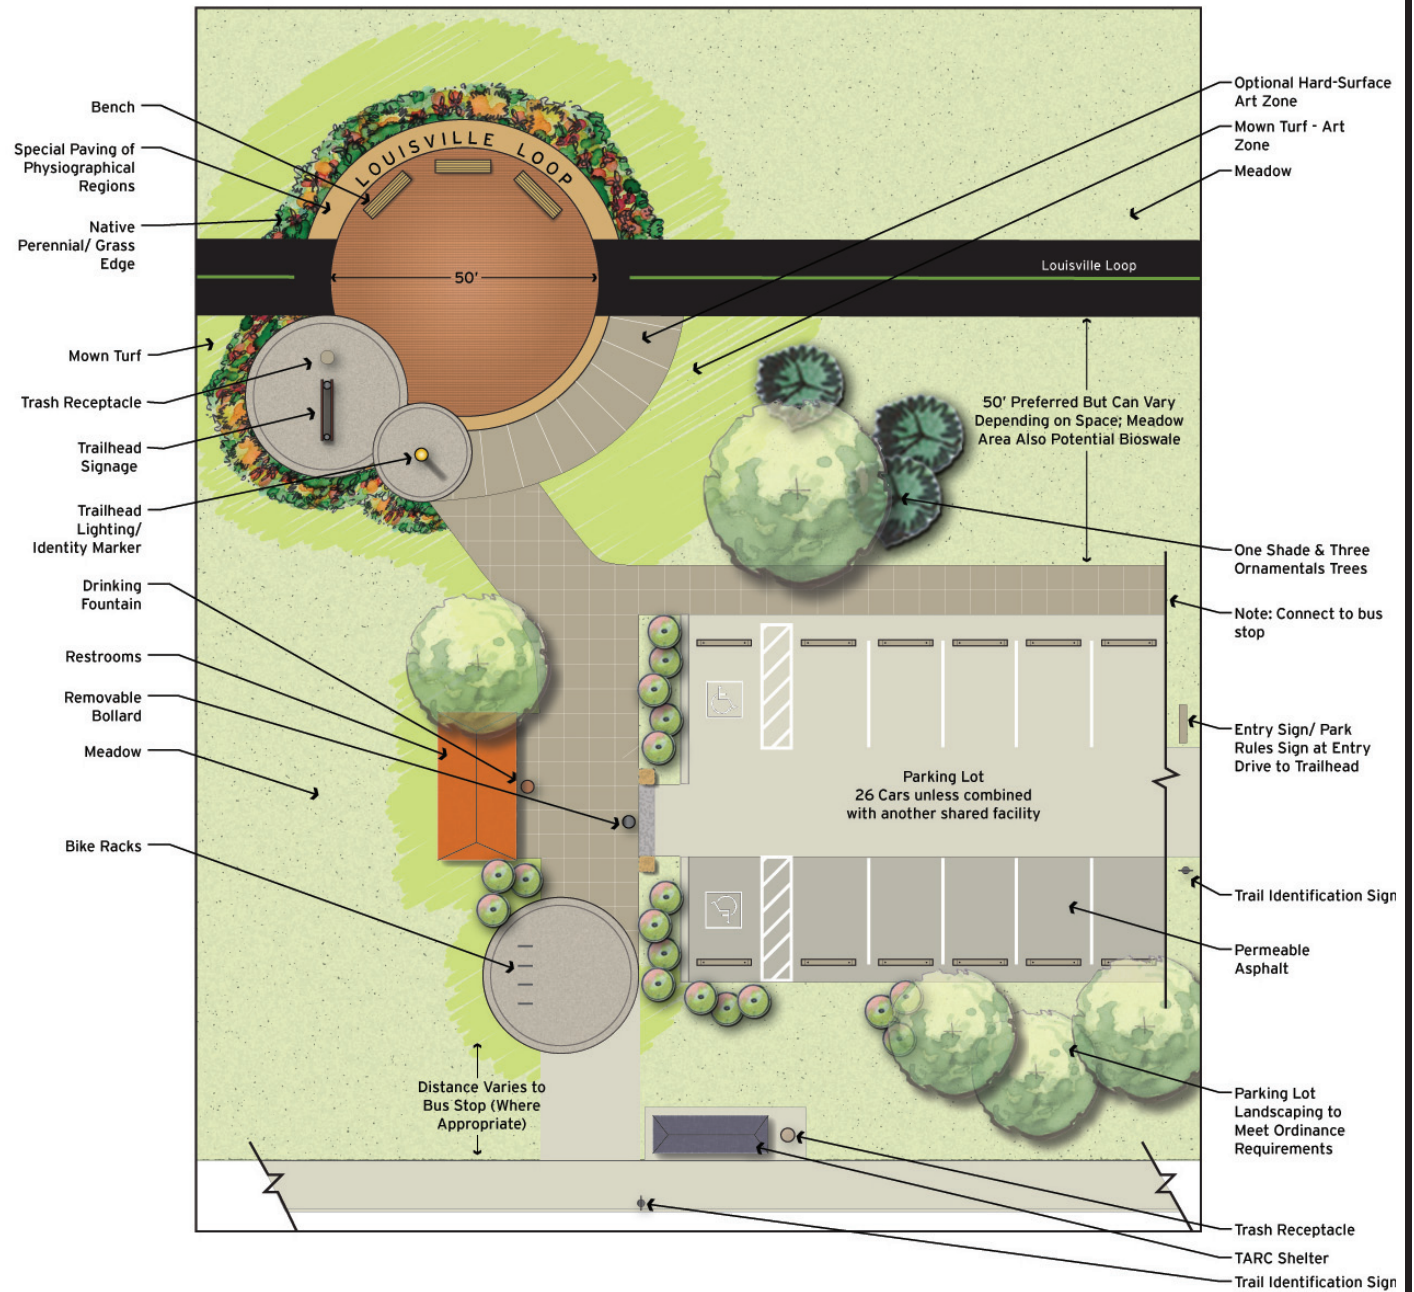 Bench
Special Paving of
Physiographical
Regions
Native
Perennial/ Grass
Edge
Mown Turf
Trash Receptacle
Trailhead
Signage
Trailhead
Lighting/
Identity Marker
Drinking
Fountain
Restrooms
Removable
Bollard
Meadow
Bike Racks
LOUISVILLE LOOP
50'
Louisville Loop
50' Preferred But Can Vary
Depending on Space; Meadow
Area Also Potential Bioswale
Parking Lot
26 Cars unless combined
with another shared facility
Distance Varies to
Bus Stop (Where
Appropriate)
Optional Hard-Surface
Art Zone
Mown Turf - Art
Zone
Meadow
One Shade & Three
Ornamentals Trees
Note: Connect to bus
stop
Entry Sign/ Park
Rules Sign at Entry
Drive to Trailhead
Trail Identification Sign
Permeable
Asphalt
Parking Lot
Landscaping to
Meet Ordinance
Requirements
Trash Receptacle
TARC Shelter
Trail Identification Sign